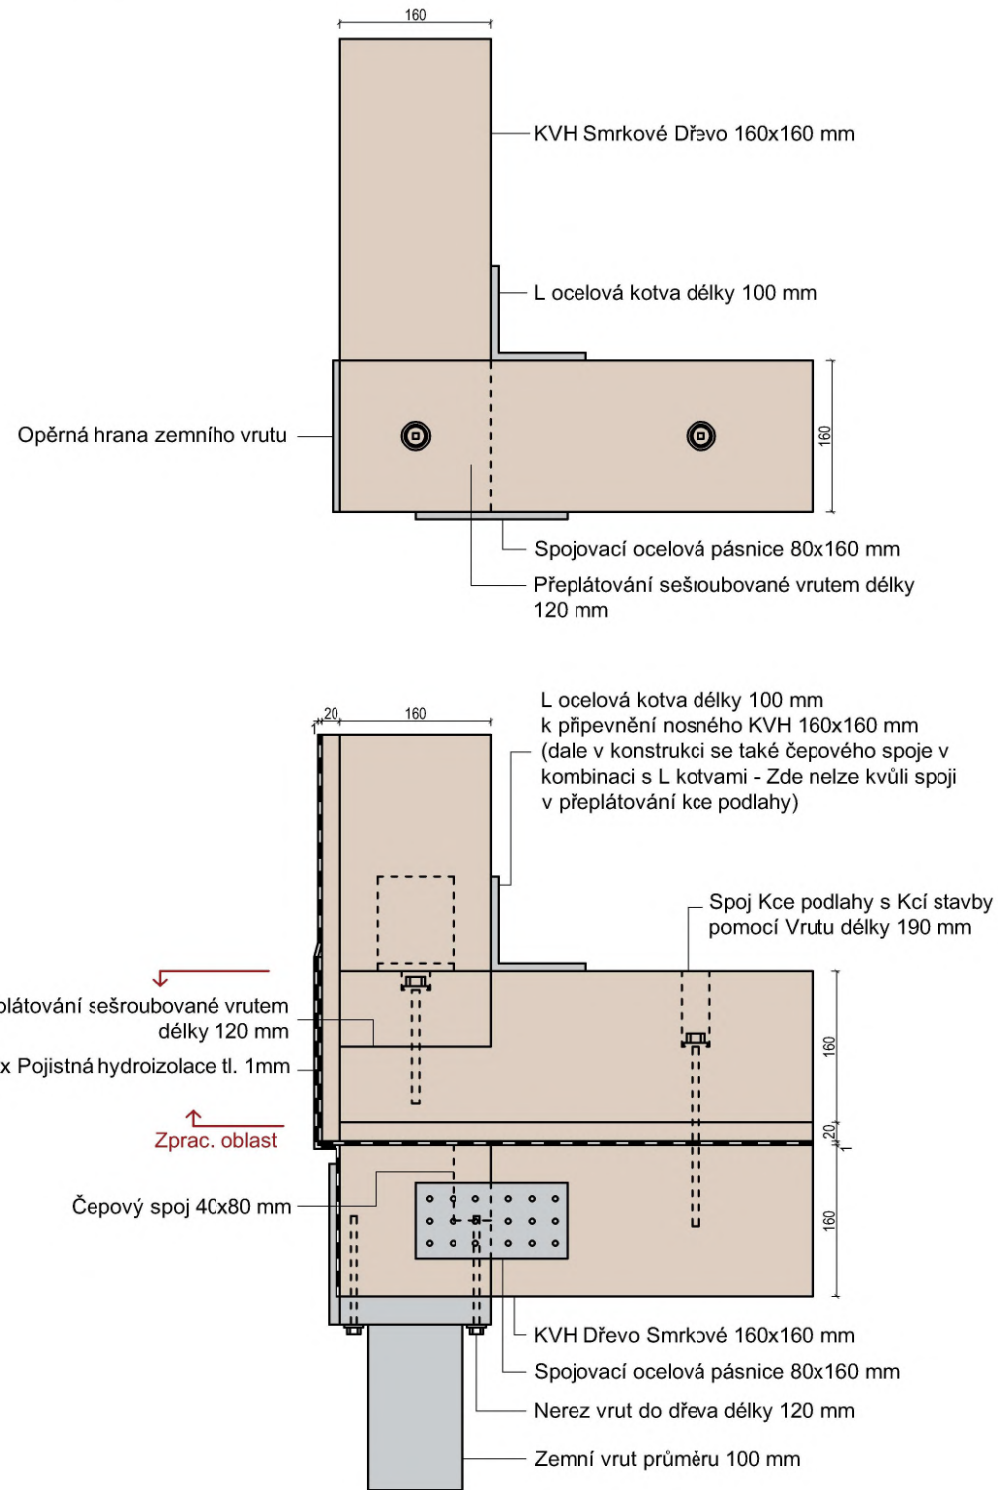 160
KVH Smrkové Dřevo 160x160 mm
L ocelová kotva délky 100 mm
Opěrná hrana zemního vrutu
160
Spojovací ocelová pásnice 80x160 mm
Přeplátování sešroubované vrutem délky
120 mm
L ocelová kotva délky 100 mm
k připevnění nosného KVH 160x160 mm
(dale v konstrukci se také čepového spoje v
kombinaci s L kotvami - Zde nelze kvůli spoji
v přeplátování kce podlahy)
1
20
160
Spoj Kce podlahy s Kcí stavby
pomocí Vrutu délky 190 mm
plátování sešroubované vrutem
délky 120 mm
x Pojistná hydroizolace tl. 1mm
160
Zprac. oblast
20
1
Čepový spoj 40x80 mm
160
KVH Dřevo Smrkové 160x160 mm
Spojovací ocelová pásnice 80x160 mm
Nerez vrut do dřeva délky 120 mm
Zemní vrut průměru 100 mm